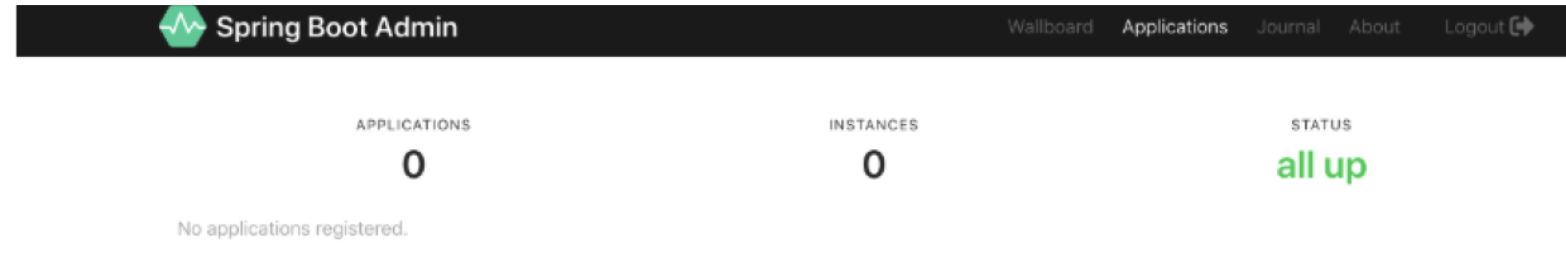 Spring Boot Admin Wallboard Applications Journal About Logout
APPLICATIONS INSTANCES STATUS
0 0 all up
No applications registered.